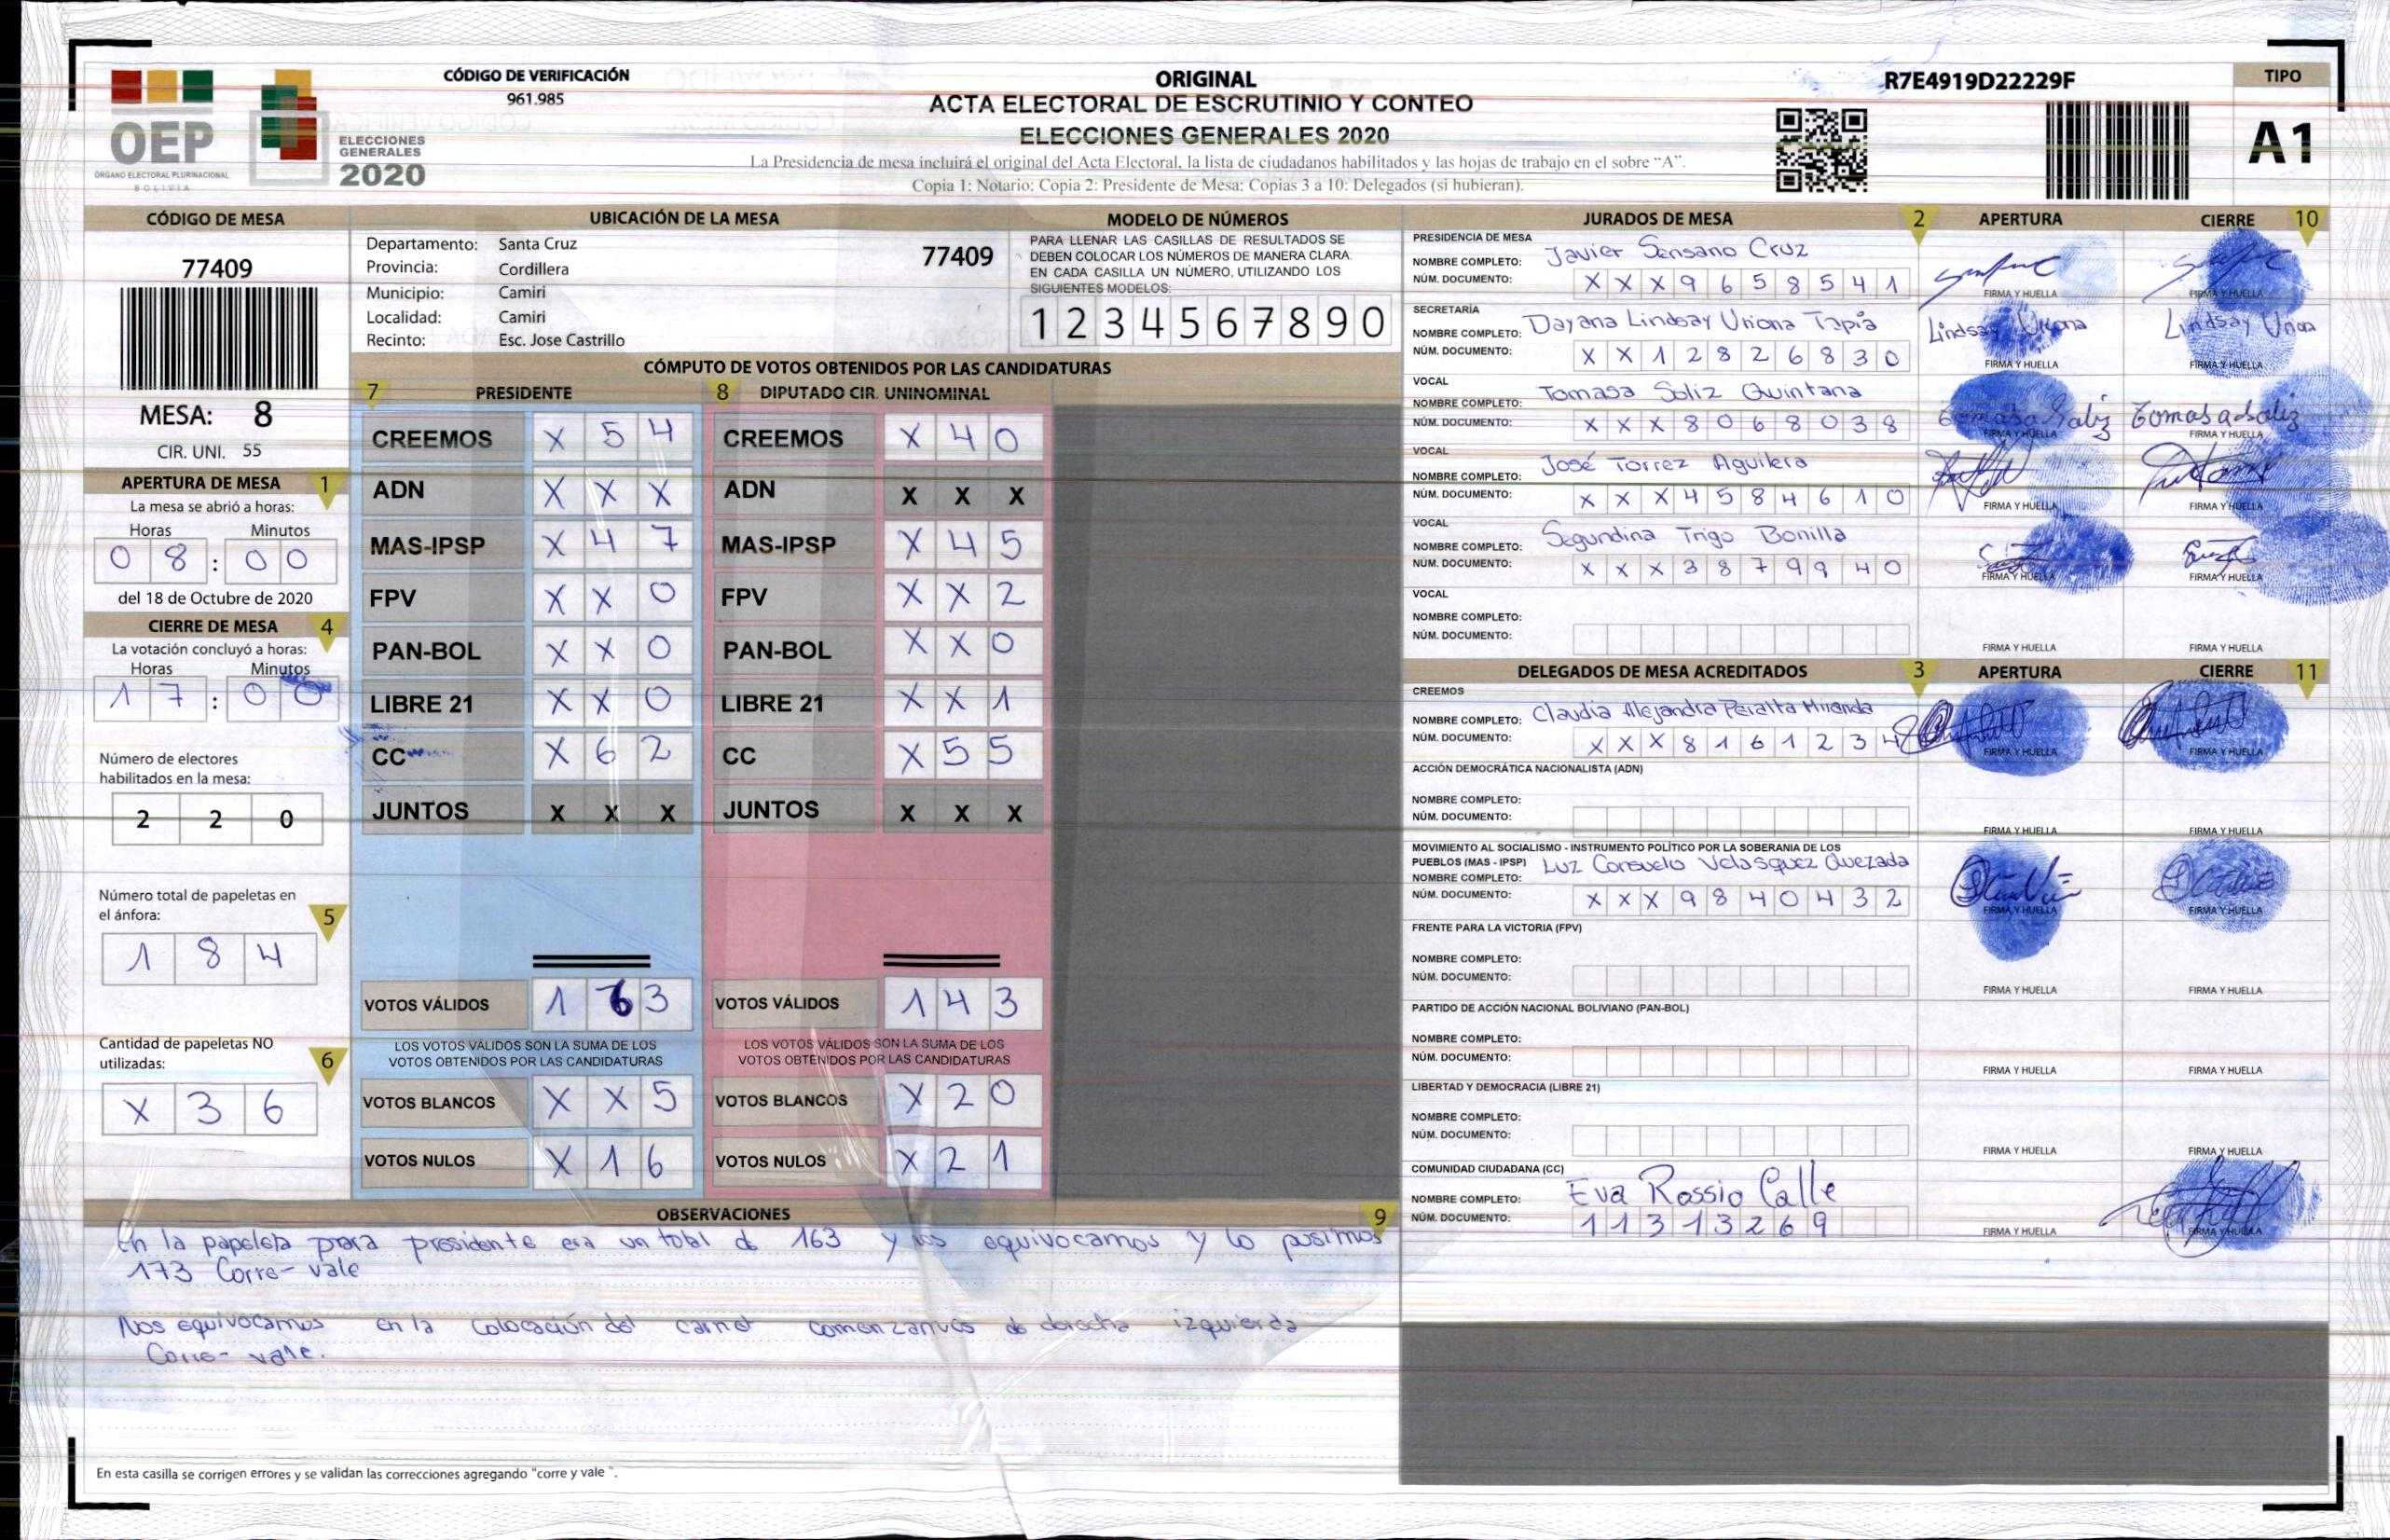 CÓDIGO DE VERIFICACIÓN
961.985
ORIGINAL
ACTA ELECTORAL DE ESCRUTINIO Y CONTEO
ELECCIONES GENERALES 2020
La Presidencia de mesa incluirá el original del Acta Electoral, la lista de ciudadanos habilitados y las hojas de trabajo en el sobre “A”.
Copia 1: Notario; Copia 2: Presidente de Mesa; Copias 3 a 10: Delegados (si hubieran).
R7E4919D22229F
TIPO
A1
OEP
ÓRGANO ELECTORAL PLURINACIONAL
BOLIVIA
ELECCIONES
GENERALES
2020
CÓDIGO DE MESA
77409
MESA: 8
CIR. UNI. 55
APERTURA DE MESA 1
La mesa se abrió a horas:
Horas Minutos
0 8 : 0 0
del 18 de Octubre de 2020
CIERRE DE MESA 4
La votación concluyó a horas:
Horas Minutos
1 7 : 0 0
Número de electores
habilitados en la mesa:
2 2 0
Número total de papeletas en
el ánfora: 5
1 8 4
Cantidad de papeletas NO
utilizadas: 6
X 3 6
UBICACIÓN DE LA MESA
Departamento: Santa Cruz 77409
Provincia: Cordillera
Municipio: Camiri
Localidad: Camiri
Recinto: Esc. Jose Castrillo
MODELO DE NÚMEROS
PARA LLENAR LAS CASILLAS DE RESULTADOS SE
DEBEN COLOCAR LOS NÚMEROS DE MANERA CLARA.
EN CADA CASILLA UN NÚMERO, UTILIZANDO LOS
SIGUIENTES MODELOS:
1 2 3 4 5 6 7 8 9 0
CÓMPUTO DE VOTOS OBTENIDOS POR LAS CANDIDATURAS
7 PRESIDENTE
CREEMOS X 5 4
ADN X X X
MAS-IPSP X 4 7
FPV X X 0
PAN-BOL X X 0
LIBRE 21 X X 0
CC X 6 2
JUNTOS X X X
VOTOS VÁLIDOS 1 6 3
LOS VOTOS VÁLIDOS SON LA SUMA DE LOS
VOTOS OBTENIDOS POR LAS CANDIDATURAS
VOTOS BLANCOS X X 5
VOTOS NULOS X 1 6
8 DIPUTADO CIR. UNINOMINAL
CREEMOS X 4 0
ADN X X X
MAS-IPSP X 4 5
FPV X X 2
PAN-BOL X X 0
LIBRE 21 X X 1
CC X 5 5
JUNTOS X X X
VOTOS VÁLIDOS 1 4 3
LOS VOTOS VÁLIDOS SON LA SUMA DE LOS
VOTOS OBTENIDOS POR LAS CANDIDATURAS
VOTOS BLANCOS X 2 0
VOTOS NULOS X 2 1
OBSERVACIONES 9
En la papeleta para presidente era un total de 163 y nos equivocamos y lo pusimos
173 Corre-vale
Nos equivocamos en la colocación del carnet comenzamos de derecha izquierda
Corre-vale.
En esta casilla se corrigen errores y se validan las correcciones agregando "corre y vale ".
JURADOS DE MESA 2 APERTURA CIERRE 10
PRESIDENCIA DE MESA
NOMBRE COMPLETO: Javier Sensano Cruz
NÚM. DOCUMENTO: X X X 9 6 5 8 5 4 1
FIRMA Y HUELLA FIRMA Y HUELLA
SECRETARÍA
NOMBRE COMPLETO: Dayana Lindsay Uriona Tapia
NÚM. DOCUMENTO: X X 1 2 8 2 6 8 3 0
FIRMA Y HUELLA FIRMA Y HUELLA
VOCAL
NOMBRE COMPLETO: Tomasa Soliz Quintana
NÚM. DOCUMENTO: X X X 8 0 6 8 0 3 8
FIRMA Y HUELLA FIRMA Y HUELLA
VOCAL
NOMBRE COMPLETO: José Torrez Aguilera
NÚM. DOCUMENTO: X X X 4 5 8 4 6 1 0
FIRMA Y HUELLA FIRMA Y HUELLA
VOCAL
NOMBRE COMPLETO: Segundina Trigo Bonilla
NÚM. DOCUMENTO: X X X 3 8 7 9 9 4 0
FIRMA Y HUELLA FIRMA Y HUELLA
VOCAL
NOMBRE COMPLETO:
NÚM. DOCUMENTO:
FIRMA Y HUELLA FIRMA Y HUELLA
DELEGADOS DE MESA ACREDITADOS 3 APERTURA CIERRE 11
CREEMOS
NOMBRE COMPLETO: Claudia Alejandra Peralta Miranda
NÚM. DOCUMENTO: X X X 8 1 6 1 2 3 4
FIRMA Y HUELLA FIRMA Y HUELLA
ACCIÓN DEMOCRÁTICA NACIONALISTA (ADN)
NOMBRE COMPLETO:
NÚM. DOCUMENTO:
FIRMA Y HUELLA FIRMA Y HUELLA
MOVIMIENTO AL SOCIALISMO - INSTRUMENTO POLÍTICO POR LA SOBERANIA DE LOS
PUEBLOS (MAS - IPSP) Luz Consuelo Velasquez Quezada
NOMBRE COMPLETO:
NÚM. DOCUMENTO: X X X 9 8 4 0 4 3 2
FIRMA Y HUELLA FIRMA Y HUELLA
FRENTE PARA LA VICTORIA (FPV)
NOMBRE COMPLETO:
NÚM. DOCUMENTO:
FIRMA Y HUELLA FIRMA Y HUELLA
PARTIDO DE ACCIÓN NACIONAL BOLIVIANO (PAN-BOL)
NOMBRE COMPLETO:
NÚM. DOCUMENTO:
FIRMA Y HUELLA FIRMA Y HUELLA
LIBERTAD Y DEMOCRACIA (LIBRE 21)
NOMBRE COMPLETO:
NÚM. DOCUMENTO:
FIRMA Y HUELLA FIRMA Y HUELLA
COMUNIDAD CIUDADANA (CC)
NOMBRE COMPLETO: Eva Rossio Calle
NÚM. DOCUMENTO: 1 1 3 1 3 2 6 9
FIRMA Y HUELLA FIRMA Y HUELLA